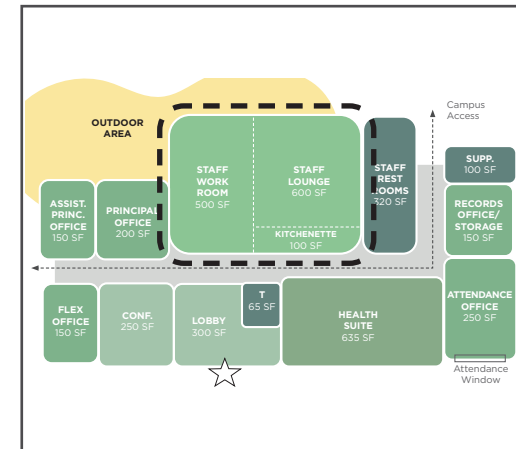 Campus
Access
OUTDOOR
AREA
STAFF
WORK
ROOM
500 SF
STAFF
LOUNGE
600 SF
KITCHENETTE
100 SF
STAFF
REST
ROOMS
320 SF
SUPP.
100 SF
ASSIST.
PRINC.
OFFICE
150 SF
PRINCIPAL
OFFICE
200 SF
RECORDS
OFFICE/
STORAGE
150 SF
FLEX
OFFICE
150 SF
CONF.
250 SF
LOBBY
300 SF
T
65 SF
HEALTH
SUITE
635 SF
ATTENDANCE
OFFICE
250 SF
Attendance
Window